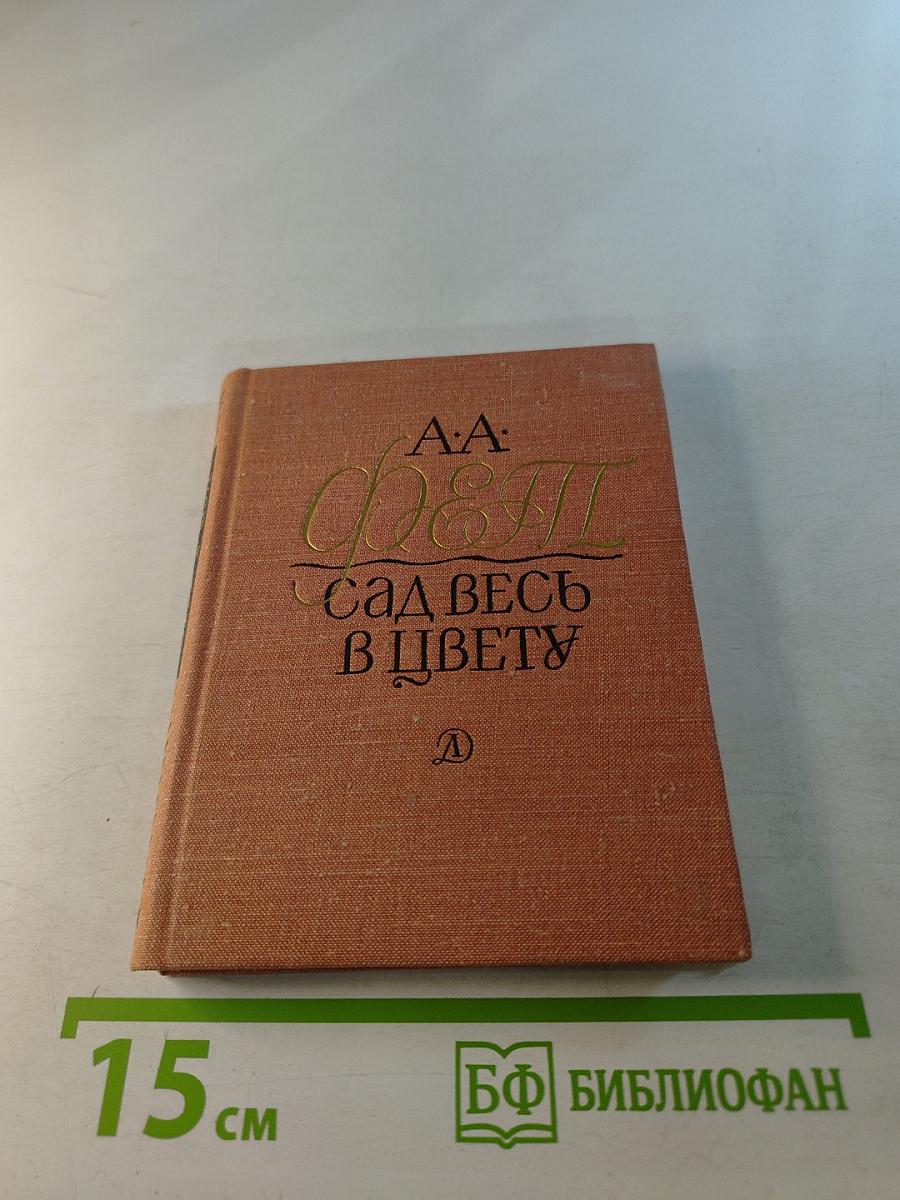 А·А·
ФЕТ
САД ВЕСЬ
В ЦВЕТУ
Д
15 см
БФ БИБЛИОФАН